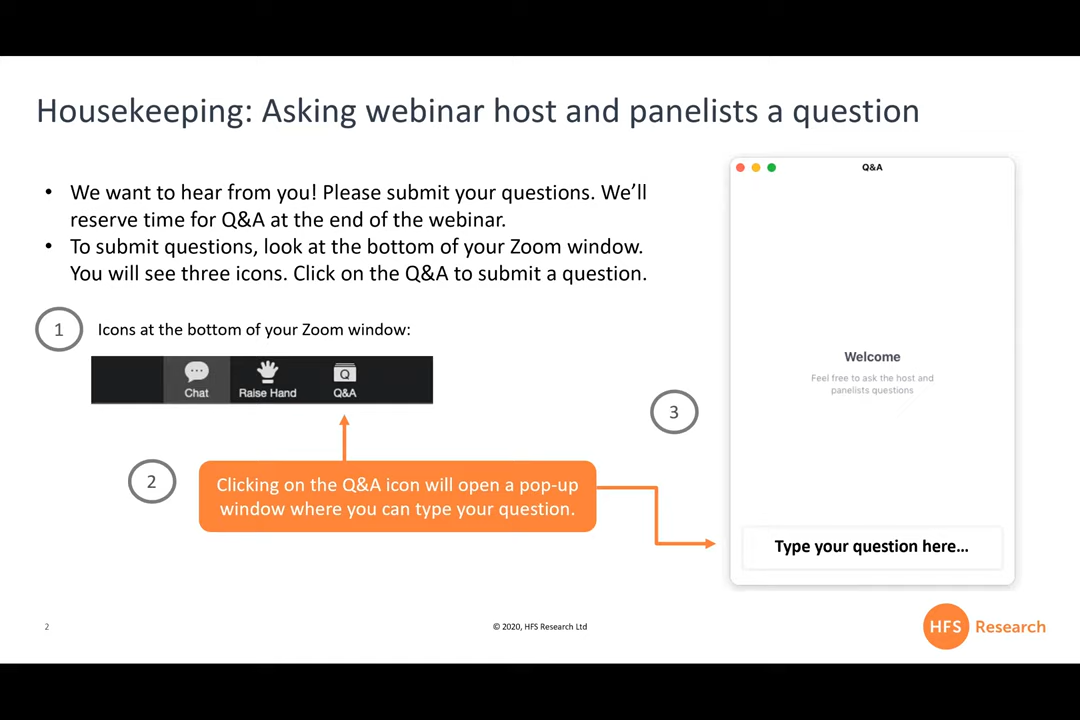 Housekeeping: Asking webinar host and panelists a question
• We want to hear from you! Please submit your questions. We’ll
reserve time for Q&A at the end of the webinar.
• To submit questions, look at the bottom of your Zoom window.
You will see three icons. Click on the Q&A to submit a question.
1
Icons at the bottom of your Zoom window:
Chat
Raise Hand
Q
Q&A
2
Clicking on the Q&A icon will open a pop-up
window where you can type your question.
3
Q&A
Welcome
Feel free to ask the host and
panelists questions
Type your question here...
2
© 2020, HFS Research Ltd
HFS Research